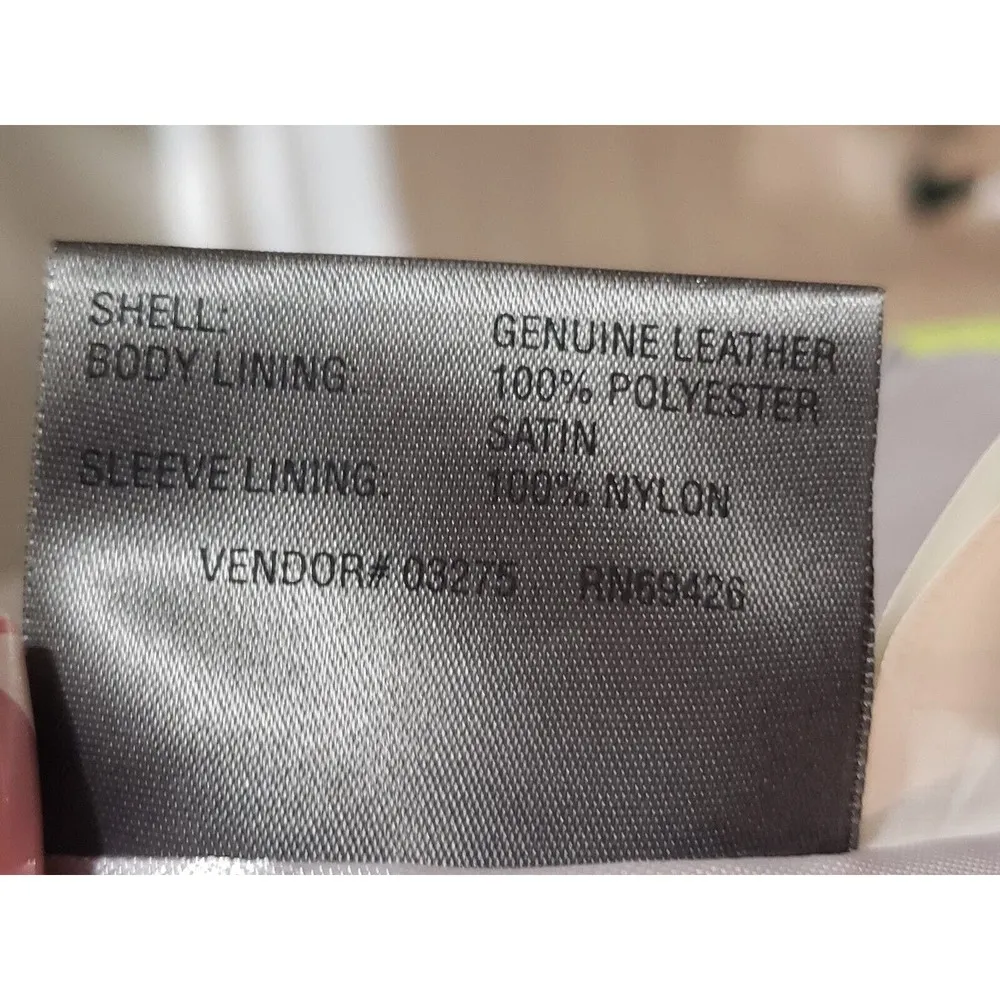 SHELL: GENUINE LEATHER
BODY LINING: 100% POLYESTER
SATIN
SLEEVE LINING: 100% NYLON
VENDOR# 03275 RN69426